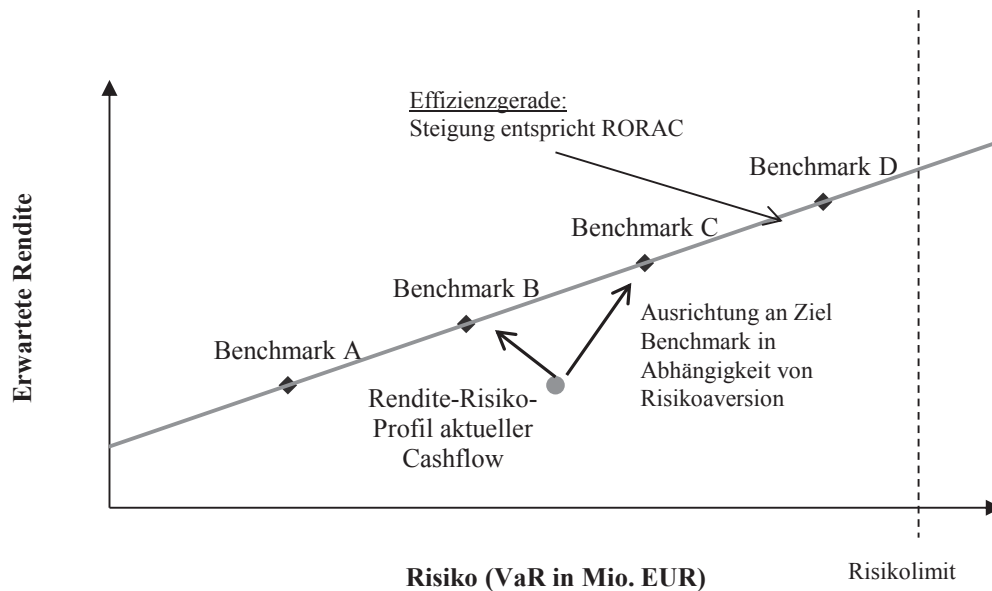 Effizienzgerade:
Steigung entspricht RORAC
Benchmark D
Benchmark C
Benchmark B
Benchmark A
Ausrichtung an Ziel
Benchmark in
Abhängigkeit von
Risikoaversion
Rendite-Risiko-
Profil aktueller
Cashflow
Erwartete Rendite
Risiko (VaR in Mio. EUR)
Risikolimit